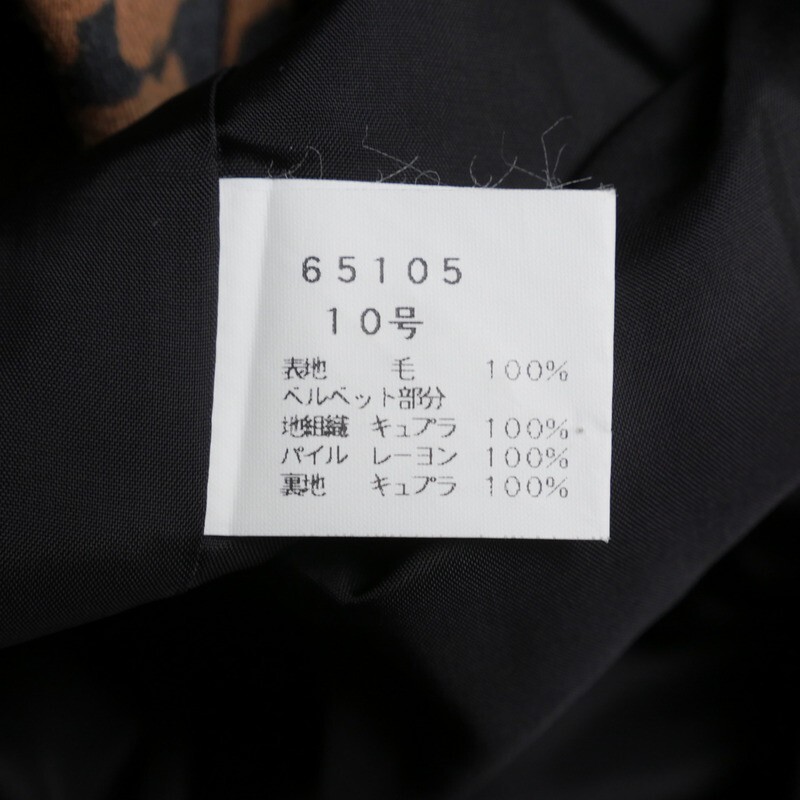 65105
10号
表地 毛 100%
ベルベット部分
地組織 キュプラ 100%
パイル レーヨン 100%
裏地 キュプラ 100%